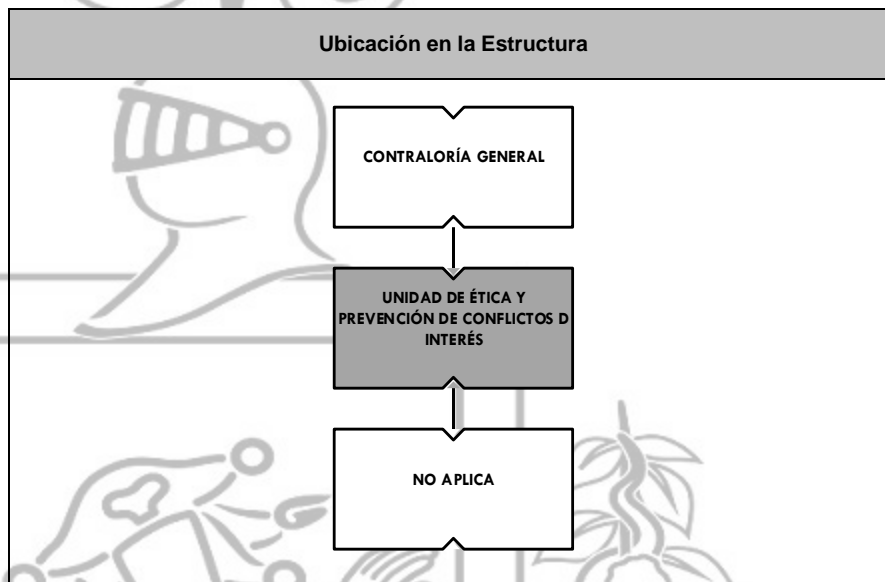 Ubicación en la Estructura
CONTRALORÍA GENERAL
UNIDAD DE ÉTICA Y
PREVENCIÓN DE CONFLICTOS D
INTERÉS
NO APLICA